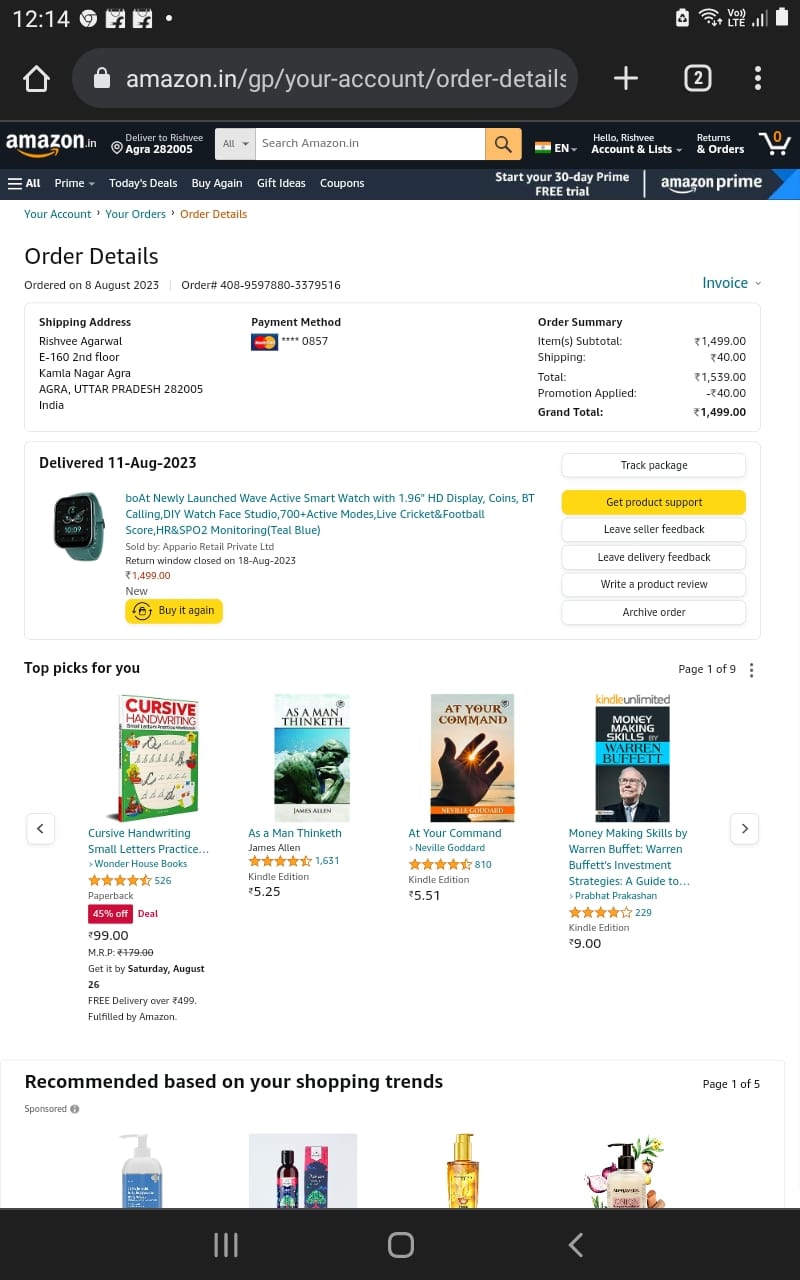 12:14
Vo))
LTE
amazon.in/gp/your-account/order-details
2
amazon.in
Deliver to Rishvee
Agra 282005
All
Search Amazon.in
EN
Hello, Rishvee
Account & Lists
Returns
& Orders
0
All
Prime
Today's Deals
Buy Again
Gift Ideas
Coupons
Start your 30-day Prime
FREE trial
amazon prime
Your Account › Your Orders › Order Details
Order Details
Ordered on 8 August 2023 | Order# 408-9597880-3379516
Invoice
Shipping Address
Rishvee Agarwal
E-160 2nd floor
Kamla Nagar Agra
AGRA, UTTAR PRADESH 282005
India
Payment Method
**** 0857
Order Summary
Item(s) Subtotal: ₹1,499.00
Shipping: ₹40.00
Total: ₹1,539.00
Promotion Applied: -₹40.00
Grand Total: ₹1,499.00
Delivered 11-Aug-2023
boAt Newly Launched Wave Active Smart Watch with 1.96" HD Display, Coins, BT
Calling,DIY Watch Face Studio,700+Active Modes,Live Cricket&Football
Score,HR&SPO2 Monitoring(Teal Blue)
Sold by: Appario Retail Private Ltd
Return window closed on 18-Aug-2023
₹1,499.00
New
Buy it again
Track package
Get product support
Leave seller feedback
Leave delivery feedback
Write a product review
Archive order
Top picks for you
Page 1 of 9
CURSIVE
HANDWRITING
Small Letters Practice Workbook
Cursive Handwriting
Small Letters Practice...
› Wonder House Books
526
Paperback
45% off Deal
₹99.00
M.R.P: ₹179.00
Get it by Saturday, August
26
FREE Delivery over ₹499.
Fulfilled by Amazon.
AS A MAN
THINKETH
JAMES ALLEN
As a Man Thinketh
James Allen
1,631
Kindle Edition
₹5.25
AT YOUR
COMMAND
NEVILLE GODDARD
At Your Command
› Neville Goddard
810
Kindle Edition
₹5.51
kindleunlimited
MONEY
MAKING
SKILLS BY
WARREN
BUFFETT
Money Making Skills by
Warren Buffet: Warren
Buffett's Investment
Strategies: A Guide to...
› Prabhat Prakashan
229
Kindle Edition
₹9.00
Recommended based on your shopping trends
Page 1 of 5
Sponsored
ONION